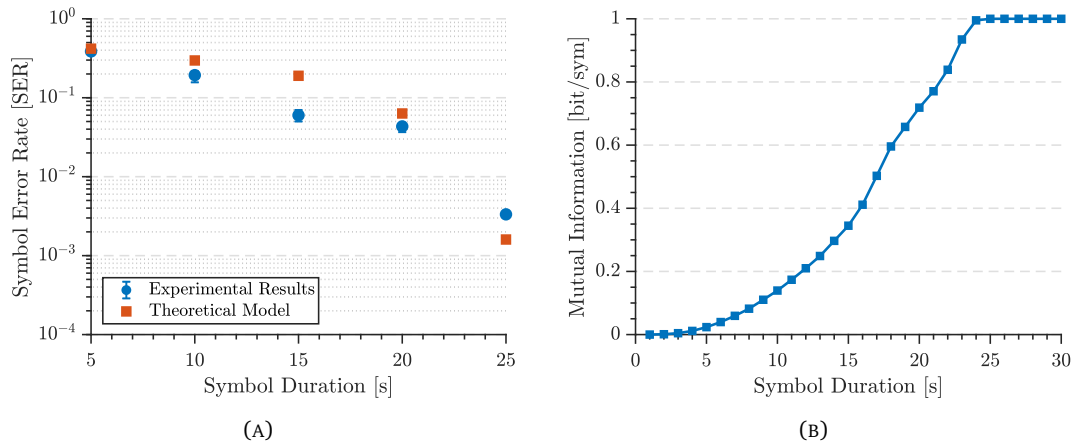 Symbol Error Rate [SER]
10^0
10^-1
10^-2
10^-3
10^-4
Experimental Results
Theoretical Model
5 10 15 20 25
Symbol Duration [s]
(A)
Mutual Information [bit/sym]
1
0.8
0.6
0.4
0.2
0
0 5 10 15 20 25 30
Symbol Duration [s]
(B)